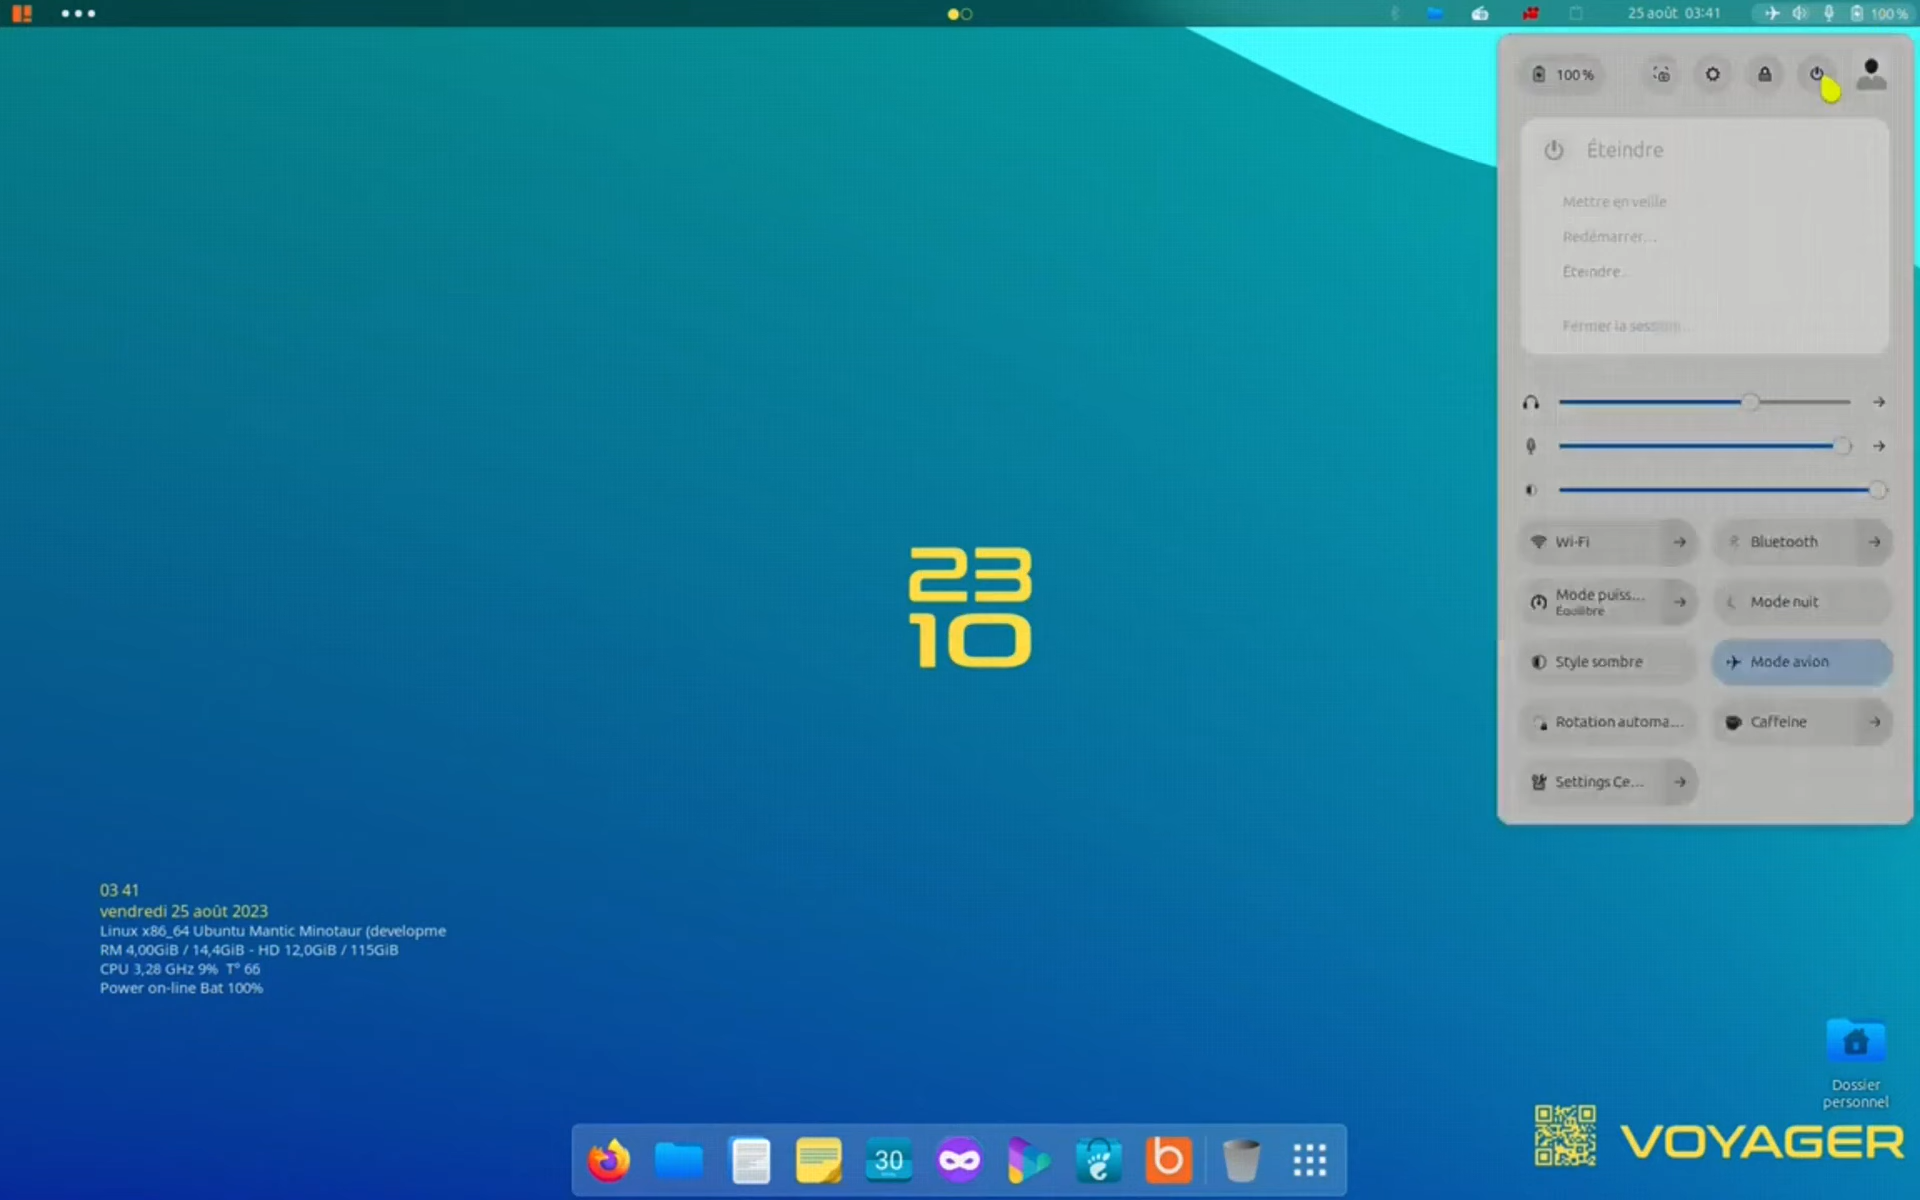 25 août 03:41
100 %
100 %
Éteindre
Mettre en veille
Redémarrer...
Éteindre...
Fermer la session...
Wi-Fi
Bluetooth
Mode puiss...
Équilibré
Mode nuit
Style sombre
Mode avion
Rotation automa...
Caffeine
Settings Ce...
23
10
03 41
vendredi 25 août 2023
Linux x86_64 Ubuntu Mantic Minotaur (developme
RM 4,00GiB / 14,4GiB - HD 12,0GiB / 115GiB
CPU 3,28 GHz 9% T° 66
Power on-line Bat 100%
Dossier
personnel
VOYAGER
30
b